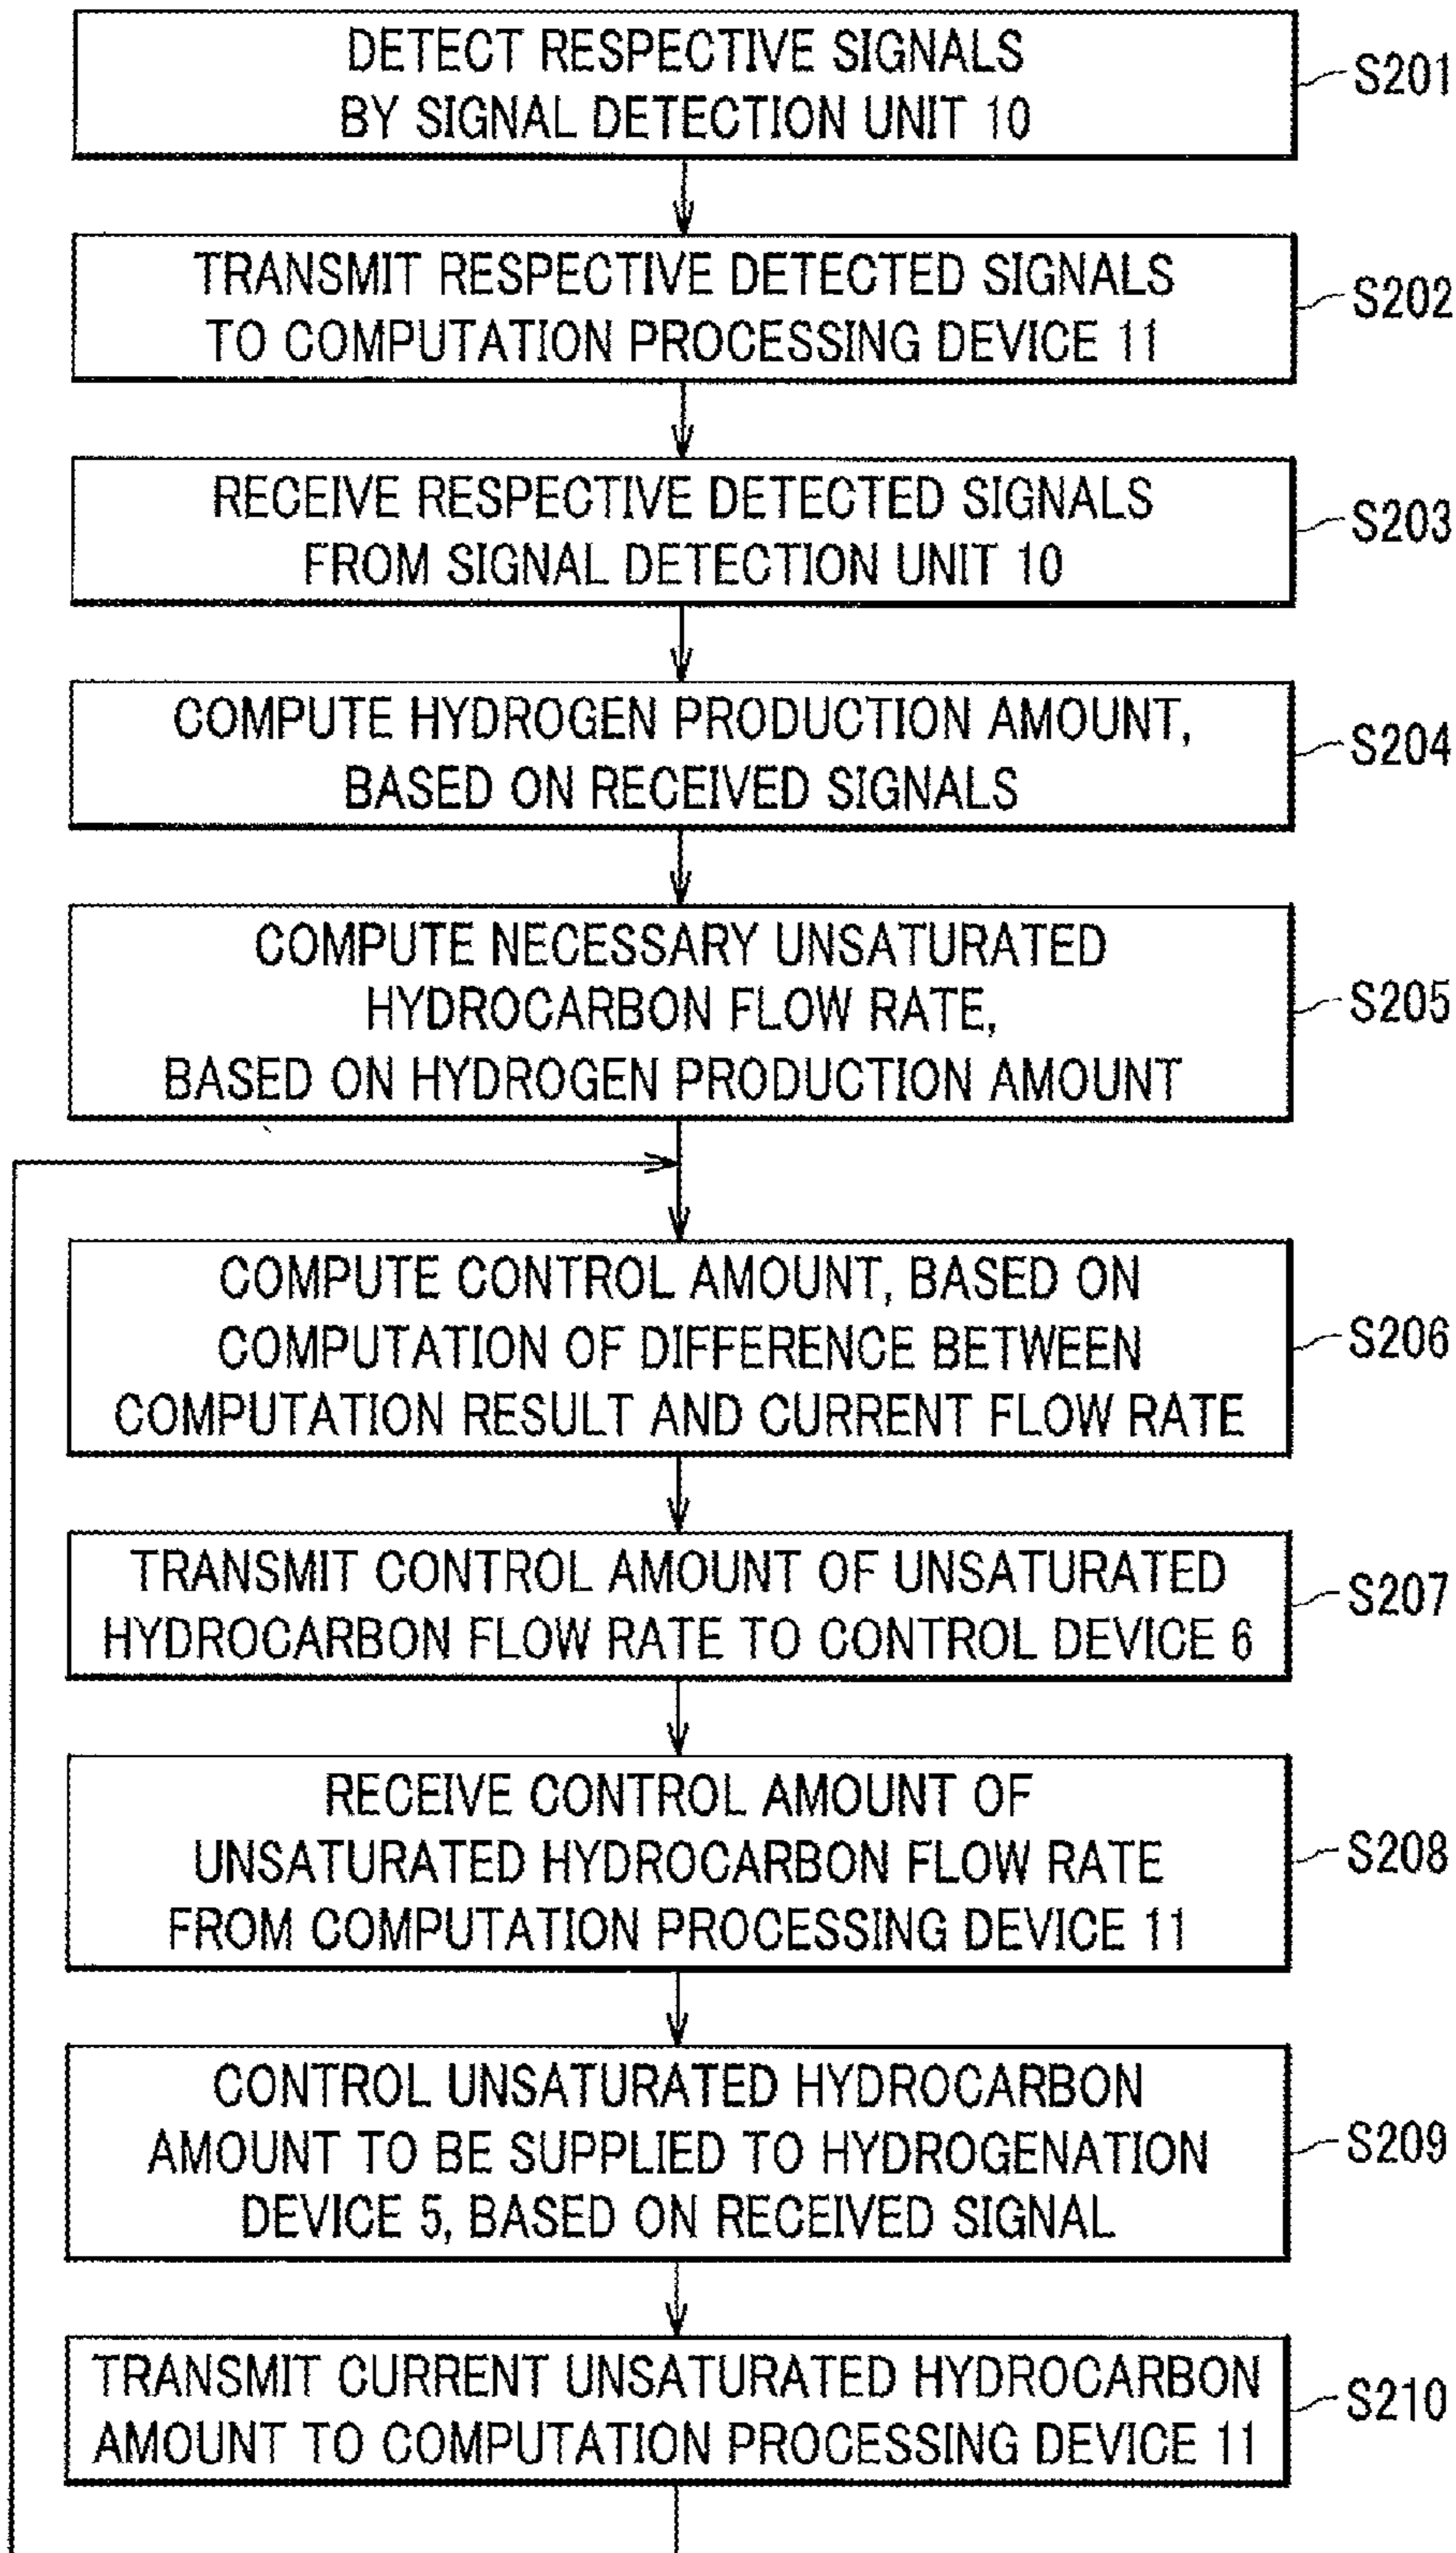 DETECT RESPECTIVE SIGNALS
BY SIGNAL DETECTION UNIT 10
S201
TRANSMIT RESPECTIVE DETECTED SIGNALS
TO COMPUTATION PROCESSING DEVICE 11
S202
RECEIVE RESPECTIVE DETECTED SIGNALS
FROM SIGNAL DETECTION UNIT 10
S203
COMPUTE HYDROGEN PRODUCTION AMOUNT,
BASED ON RECEIVED SIGNALS
S204
COMPUTE NECESSARY UNSATURATED
HYDROCARBON FLOW RATE,
BASED ON HYDROGEN PRODUCTION AMOUNT
S205
COMPUTE CONTROL AMOUNT, BASED ON
COMPUTATION OF DIFFERENCE BETWEEN
COMPUTATION RESULT AND CURRENT FLOW RATE
S206
TRANSMIT CONTROL AMOUNT OF UNSATURATED
HYDROCARBON FLOW RATE TO CONTROL DEVICE 6
S207
RECEIVE CONTROL AMOUNT OF
UNSATURATED HYDROCARBON FLOW RATE
FROM COMPUTATION PROCESSING DEVICE 11
S208
CONTROL UNSATURATED HYDROCARBON
AMOUNT TO BE SUPPLIED TO HYDROGENATION
DEVICE 5, BASED ON RECEIVED SIGNAL
S209
TRANSMIT CURRENT UNSATURATED HYDROCARBON
AMOUNT TO COMPUTATION PROCESSING DEVICE 11
S210